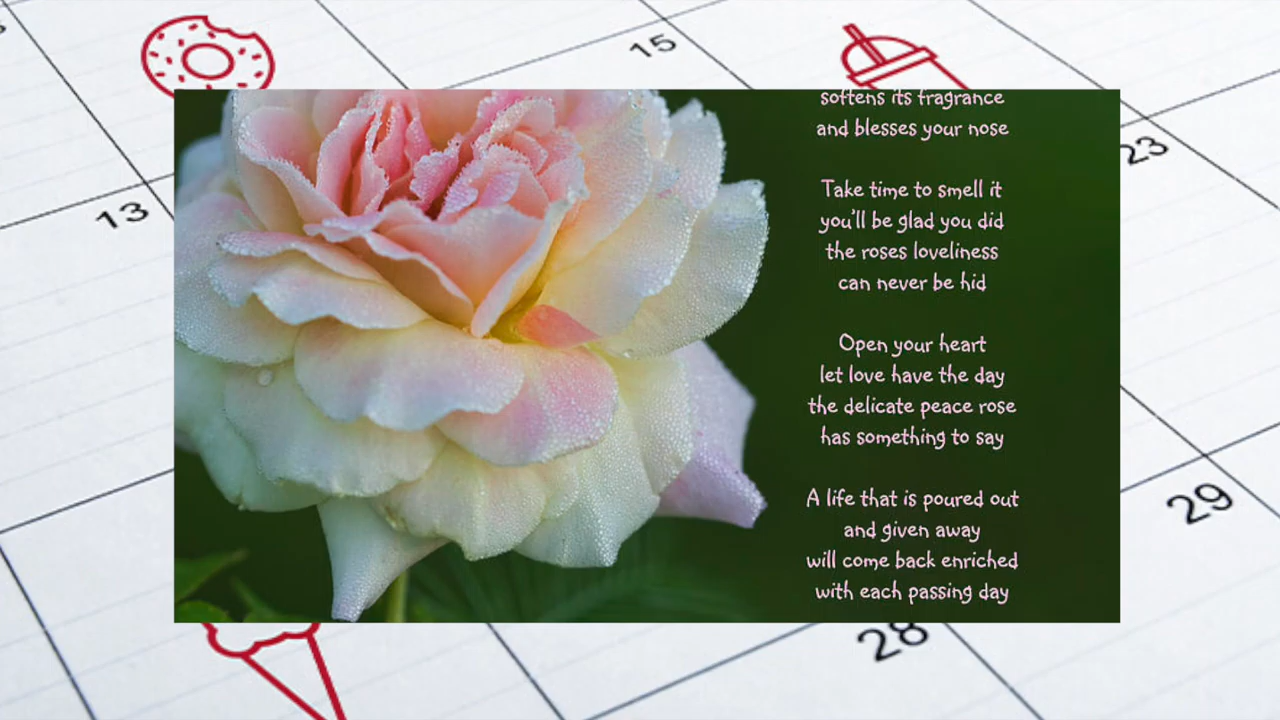 15
13
23
softens its fragrance
and blesses your nose
Take time to smell it
you'll be glad you did
the roses loveliness
can never be hid
Open your heart
let love have the day
the delicate peace rose
has something to say
A life that is poured out
and given away
will come back enriched
with each passing day
29
28